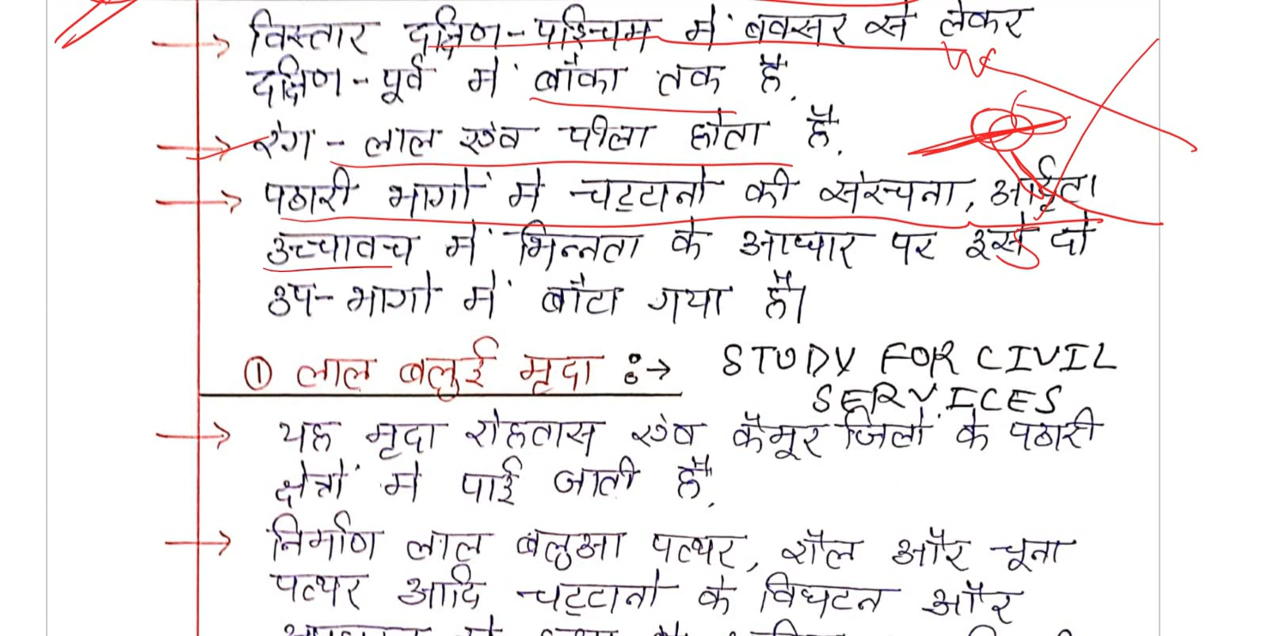 → विस्तार दक्षिण-पश्चिम में बक्सर से लेकर
दक्षिण-पूर्व में बाँका तक है.
→ रंग - लाल एंव पीला होता है.
→ पठारी भागों में चट्टानों की संरचना, आर्द्रता
उच्चावच में भिन्नता के आधार पर इसे दो
उप-भागो में बाँटा गया है।
① लाल बलुई मृदा :→ STUDY FOR CIVIL
SERVICES
→ यह मृदा रोहतास एंव कैमूर जिलों के पठारी
क्षेत्रों में पाई जाती है.
→ निर्माण लाल बलुआ पत्थर, शैल और चूना
पत्थर आदि चट्टानों के विघटन और